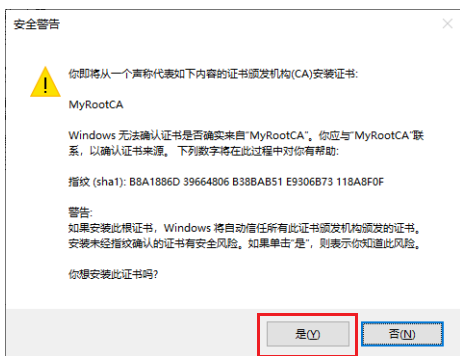 安全警告
你即将从一个声称代表如下内容的证书颁发机构(CA)安装证书:
MyRootCA
Windows 无法确认证书是否确实来自"MyRootCA"。你应与"MyRootCA"联
系，以确认证书来源。 下列数字将在此过程中对你有帮助:
指纹 (sha1): B8A1886D 39664806 B38BAB51 E9306B73 118A8F0F
警告:
如果安装此根证书，Windows 将自动信任所有此证书颁发机构颁发的证书。
安装未经指纹确认的证书有安全风险。如果单击"是"，则表示你知道此风险。
你想安装此证书吗?
是(Y)
否(N)